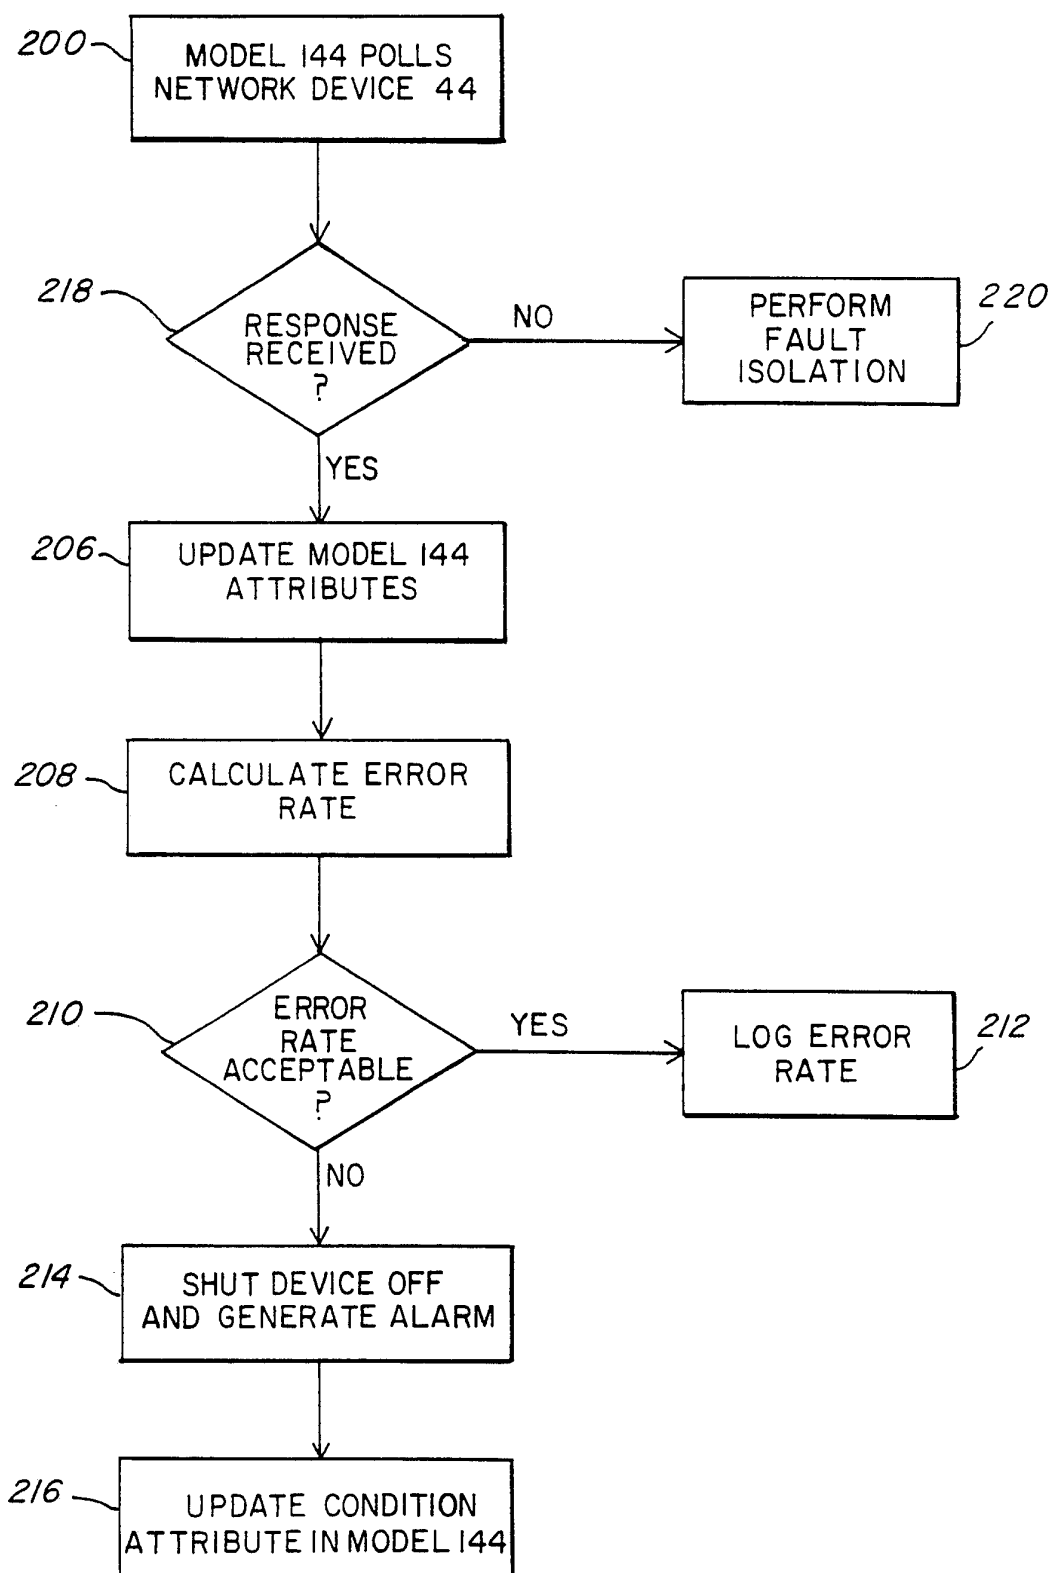 200
MODEL 144 POLLS
NETWORK DEVICE 44
218
RESPONSE
RECEIVED
?
NO
PERFORM
FAULT
ISOLATION
220
YES
206
UPDATE MODEL 144
ATTRIBUTES
208
CALCULATE ERROR
RATE
210
ERROR
RATE
ACCEPTABLE
?
YES
LOG ERROR
RATE
212
NO
214
SHUT DEVICE OFF
AND GENERATE ALARM
216
UPDATE CONDITION
ATTRIBUTE IN MODEL 144